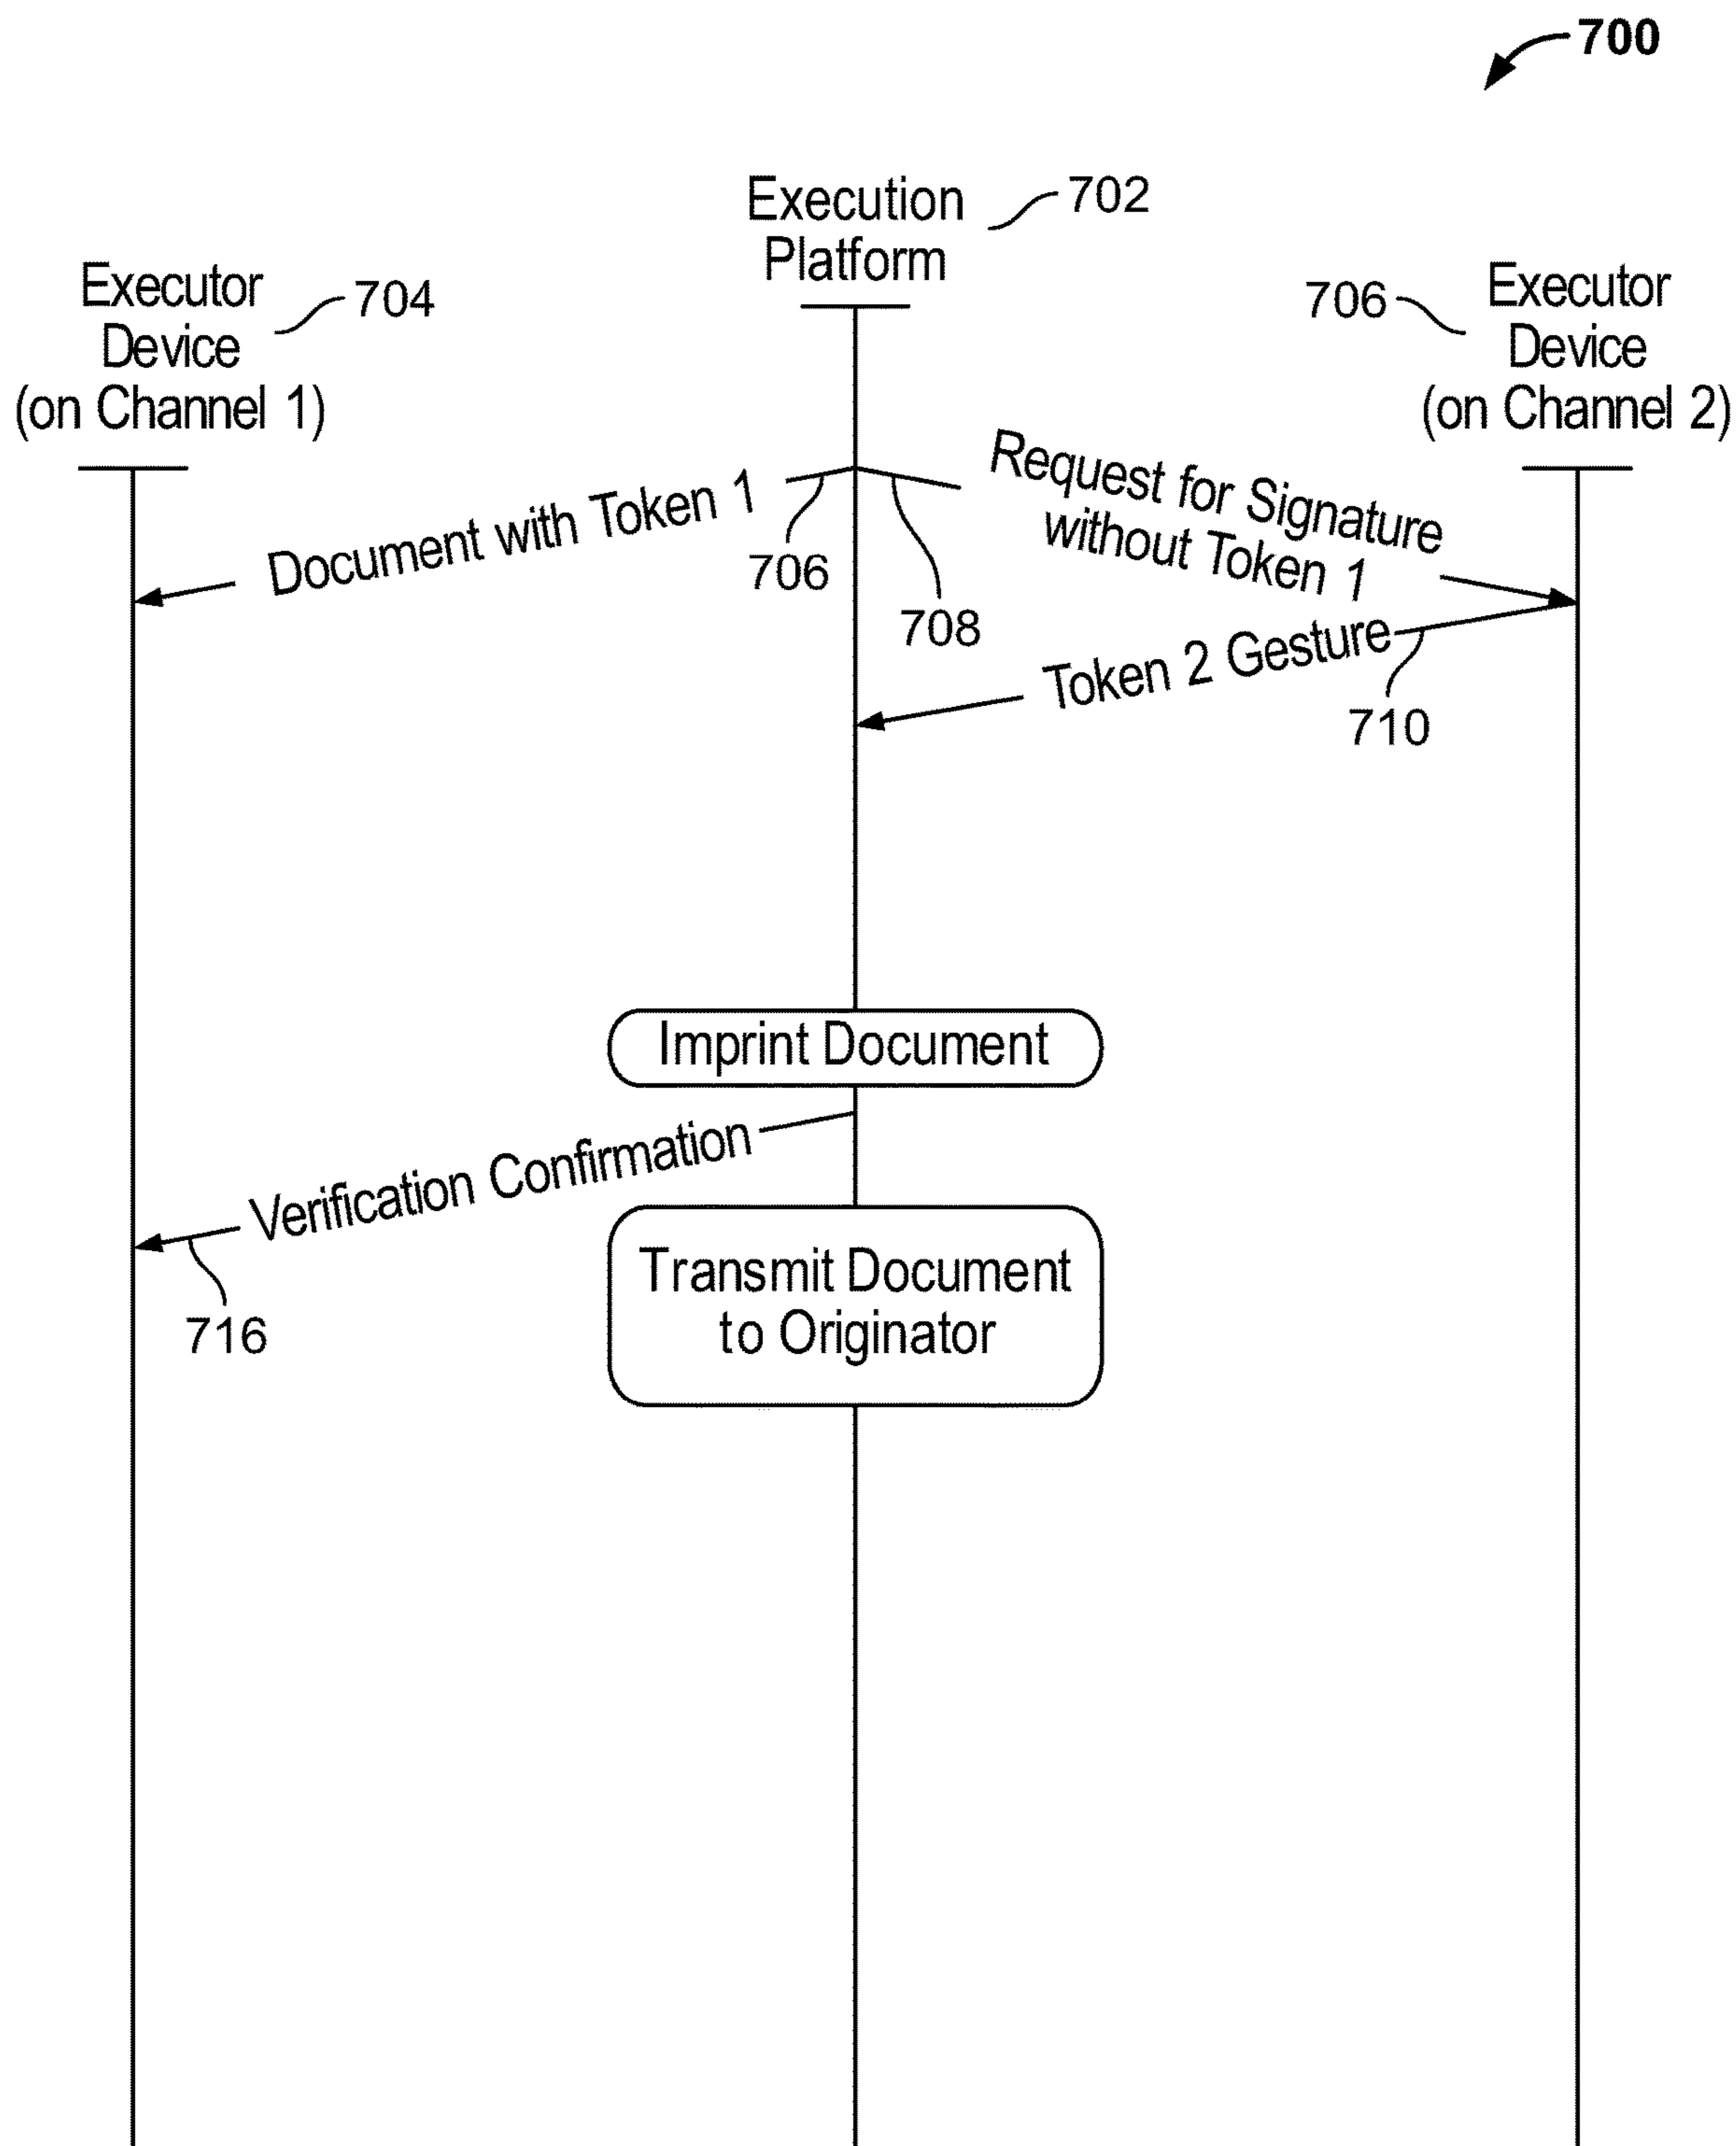 700
Execution
Platform
702
Executor
Device
(on Channel 1)
704
706
Executor
Device
(on Channel 2)
Document with Token 1
706
Request for Signature
without Token 1
708
Token 2 Gesture
710
Imprint Document
Verification Confirmation
716
Transmit Document
to Originator